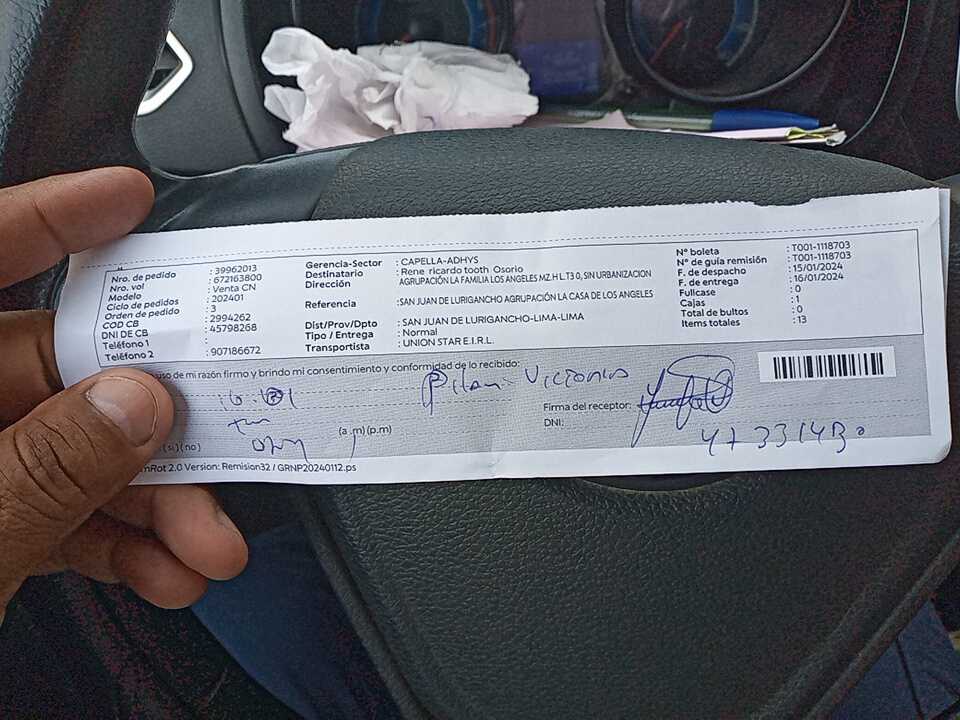 Nro. de pedido : 39962013
Nro. vol : 672163800
Modelo : Venta CN
Ciclo de pedidos : 202401
Orden de pedido : 3
COD CB : 2994262
DNI DE CB : 45798268
Teléfono 1 :
Teléfono 2 : 907186672
Gerencia-Sector : CAPELLA-ADHYS
Destinatario : Rene ricardo tooth Osorio
Dirección AGRUPACIÓN LA FAMILIA LOS ANGELES MZ. H L. T3 0, SIN URBANIZACION
Referencia : SAN JUAN DE LURIGANCHO AGRUPACIÓN LA CASA DE LOS ANGELES
Dist/Prov/Dpto : SAN JUAN DE LURIGANCHO-LIMA-LIMA
Tipo / Entrega : Normal
Transportista : UNION STAR E.I.R.L.
N° boleta : T001-1118703
N° de guía remisión : T001-1118703
F. de despacho : 15/01/2024
F. de entrega : 16/01/2024
Fullcase : 0
Cajas : 1
Total de bultos : 0
Items totales : 13
uso de mi razón firmo y brindo mi consentimiento y conformidad de lo recibido:
Victoria
Firma del receptor:
DNI:
(si) (no) (a .m) (p.m)
Rot 2.0 Version: Remision32 / GRNP20240112.ps